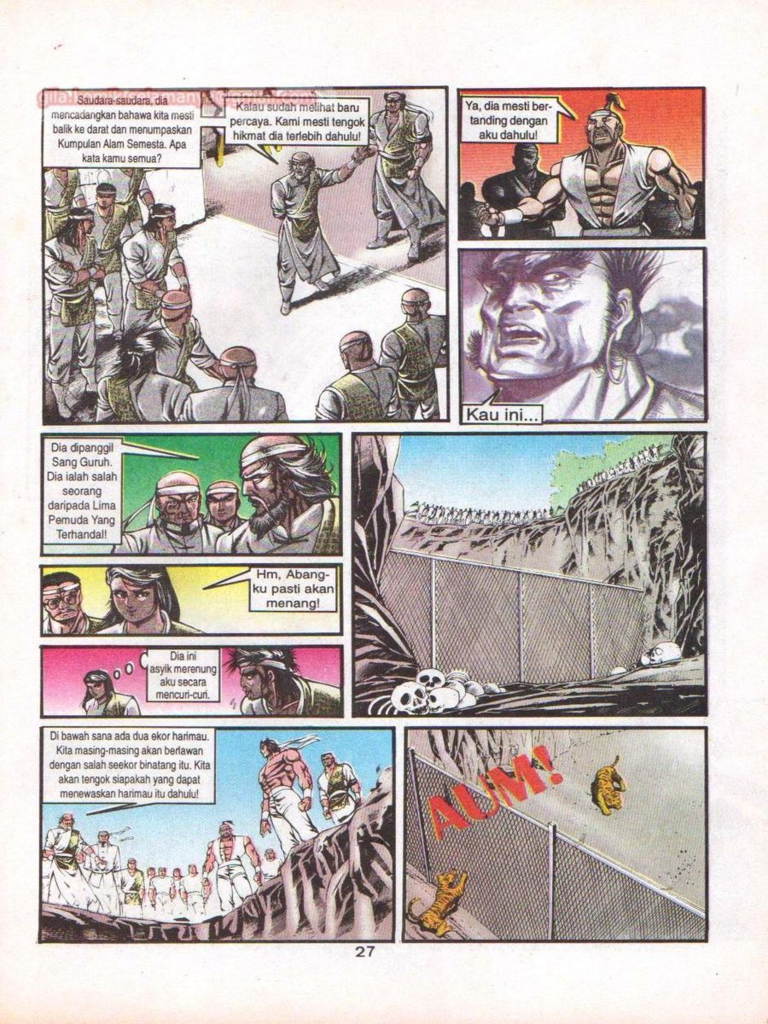 Saudara-saudara, dia
mencadangkan bahawa kita mesti
balik ke darat dan menumpaskan
Kumpulan Alam Semesta. Apa
kata kamu semua?
Kalau sudah melihat baru
percaya. Kami mesti tengok
hikmat dia terlebih dahulu!
Ya, dia mesti ber-
tanding dengan
aku dahulu!
Kau ini...
Dia dipanggil
Sang Guruh.
Dia ialah salah
seorang
daripada Lima
Pemuda Yang
Terhandal!
Hm, Abang-
ku pasti akan
menang!
Dia ini
asyik merenung
aku secara
mencuri-curi.
Di bawah sana ada dua ekor harimau.
Kita masing-masing akan berlawan
dengan salah seekor binatang itu. Kita
akan tengok siapakah yang dapat
menewaskan harimau itu dahulu!
AUM!
27